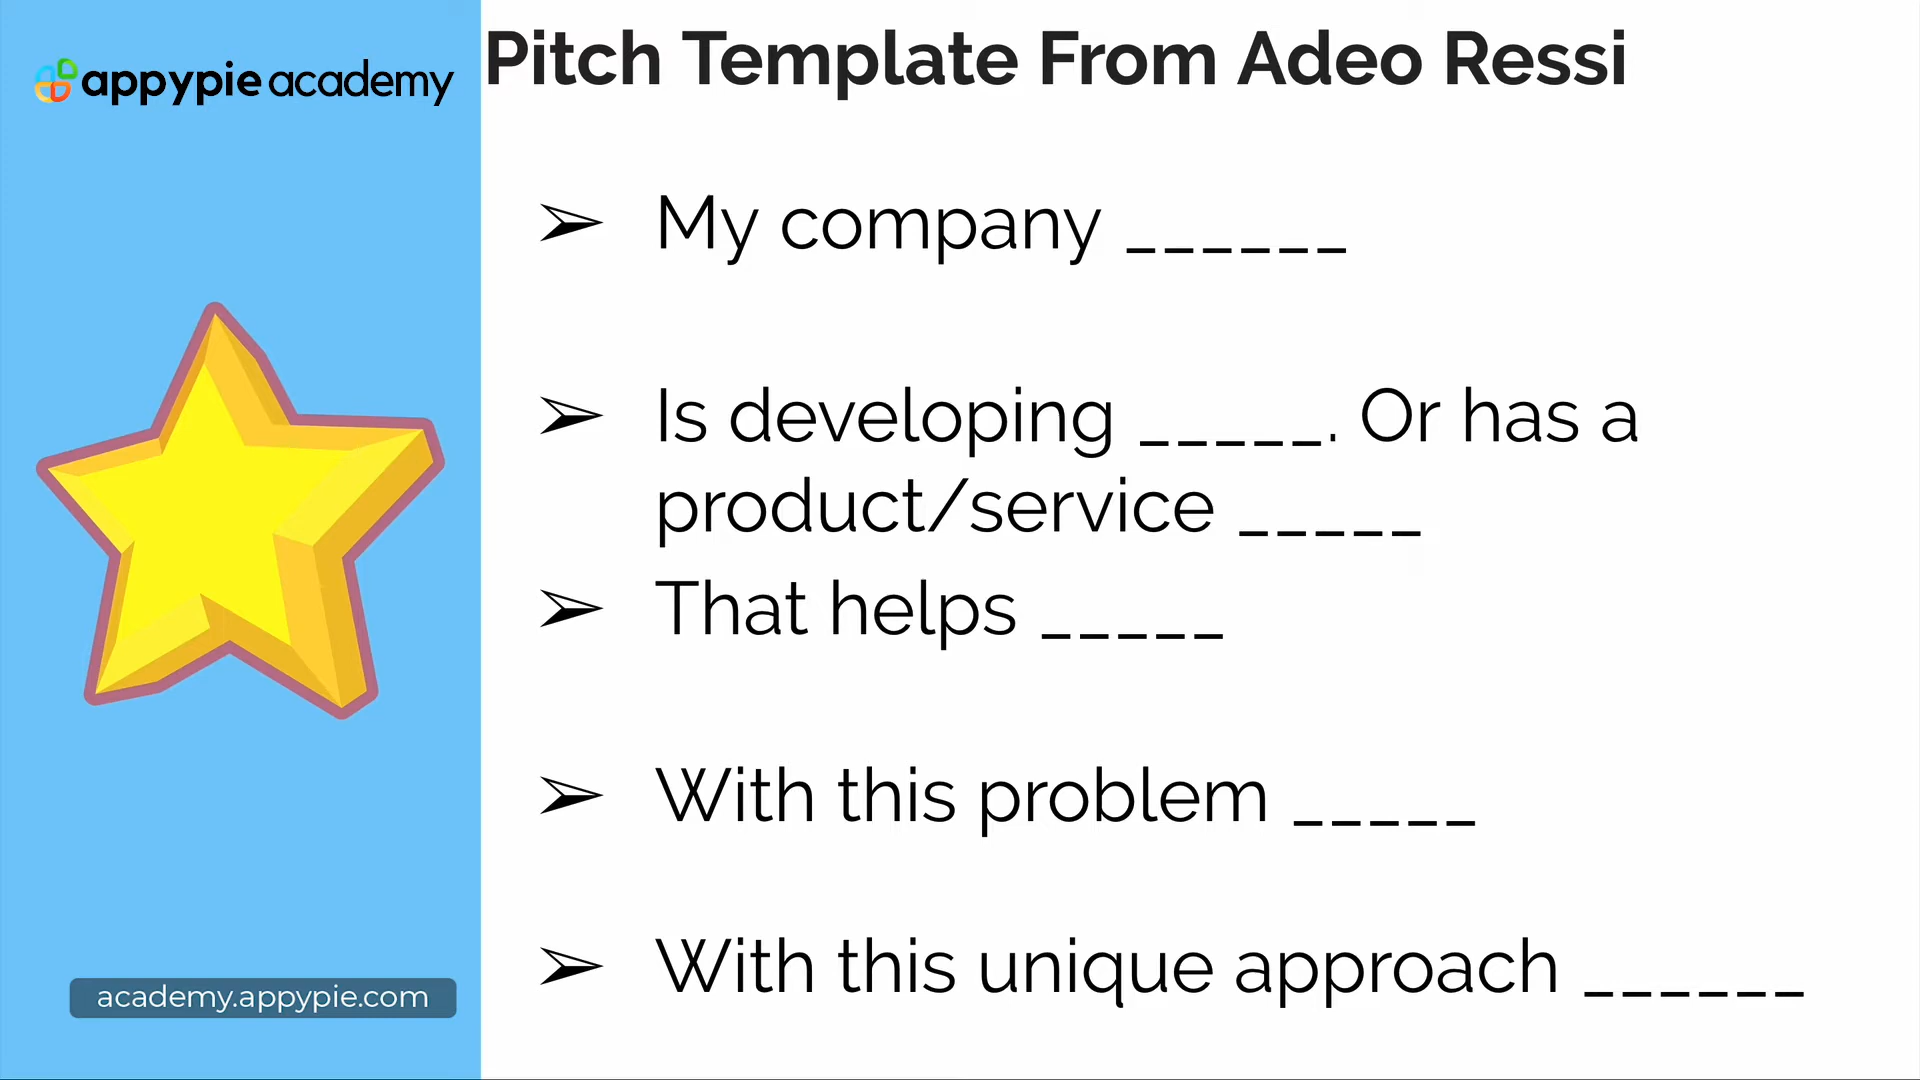 appypie academy
Pitch Template From Adeo Ressi
➢ My company ______
➢ Is developing _____. Or has a
product/service _____
➢ That helps _____
➢ With this problem _____
➢ With this unique approach ______
academy.appypie.com